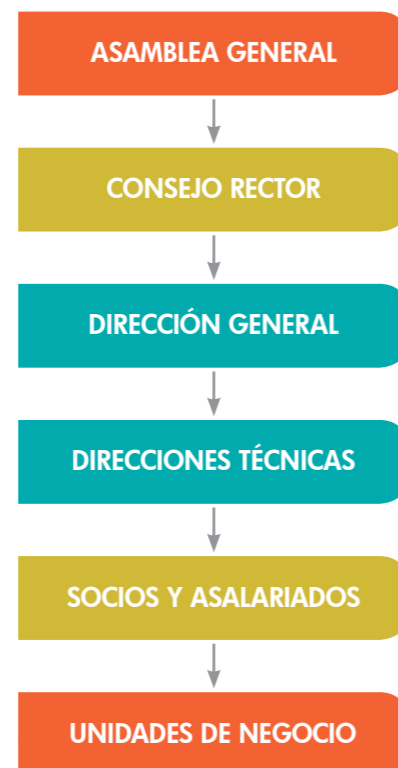 ASAMBLEA GENERAL
CONSEJO RECTOR
DIRECCIÓN GENERAL
DIRECCIONES TÉCNICAS
SOCIOS Y ASALARIADOS
UNIDADES DE NEGOCIO